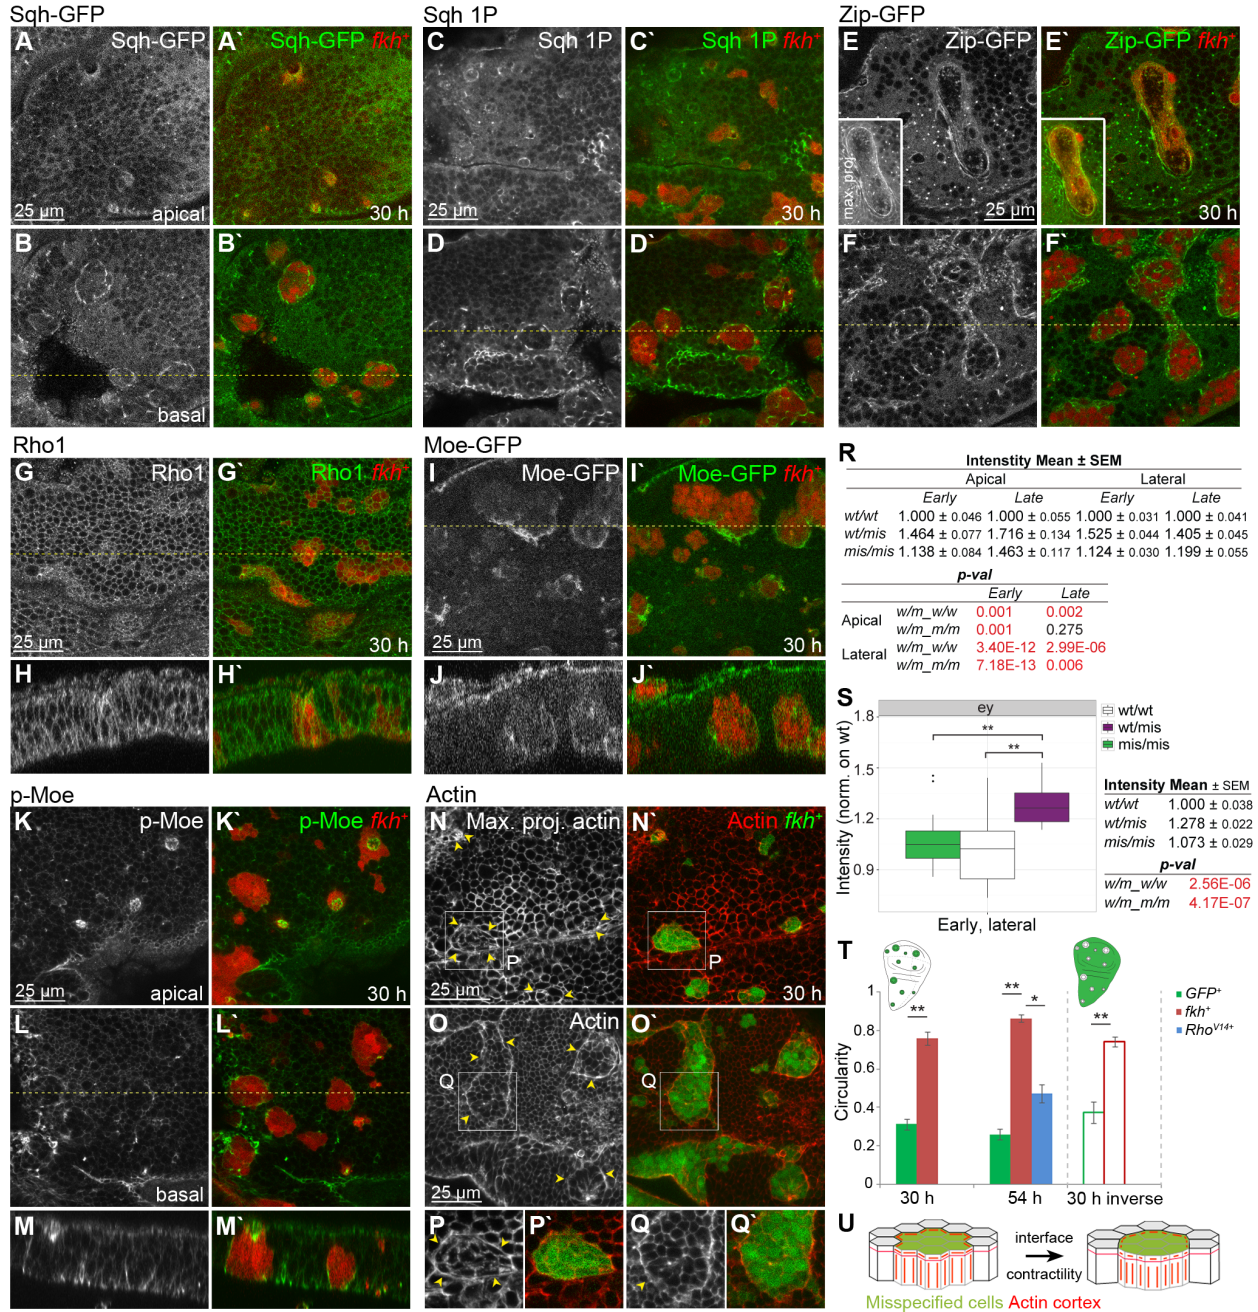 Sqh-GFP
A Sqh-GFP
25 µm apical
A` Sqh-GFP fkh⁺
30 h
B
basal
B`
Sqh 1P
C Sqh 1P
25 µm
C` Sqh 1P fkh⁺
30 h
D
D`
Zip-GFP
E Zip-GFP
max. proj.
25 µm
E` Zip-GFP fkh⁺
30 h
F
F`
Rho1
G Rho1
25 µm
G` Rho1 fkh⁺
30 h
H
H`
Moe-GFP
I Moe-GFP
25 µm
I` Moe-GFP fkh⁺
30 h
J
J`
p-Moe
K p-Moe
25 µm apical
K` p-Moe fkh⁺
30 h
L
basal
L`
M
M`
Actin
N Max. proj. actin
P
25 µm
N` Actin fkh⁺
P
30 h
O Actin
Q
25 µm
O`
Q
P
P`
Q
Q`
R
Intenstity Mean ± SEM
Apical Lateral
Early Late Early Late
wt/wt 1.000 ± 0.046 1.000 ± 0.055 1.000 ± 0.031 1.000 ± 0.041
wt/mis 1.464 ± 0.077 1.716 ± 0.134 1.525 ± 0.044 1.405 ± 0.045
mis/mis 1.138 ± 0.084 1.463 ± 0.117 1.124 ± 0.030 1.199 ± 0.055
p-val
Early Late
Apical w/m_w/w 0.001 0.002
w/m_m/m 0.001 0.275
Lateral w/m_w/w 3.40E-12 2.99E-06
w/m_m/m 7.18E-13 0.006
S
ey
Intensity (norm. on wt)
1.8
1.5
1.2
0.9
**
**
Early, lateral
wt/wt
wt/mis
mis/mis
Intensity Mean ± SEM
wt/wt 1.000 ± 0.038
wt/mis 1.278 ± 0.022
mis/mis 1.073 ± 0.029
p-val
w/m_w/w 2.56E-06
w/m_m/m 4.17E-07
T
Circularity
1
0.8
0.6
0.4
0.2
0
**
** *
**
30 h 54 h 30 h inverse
GFP⁺
fkh⁺
Rho^V14+
U
interface
contractility
Misspecified cells Actin cortex